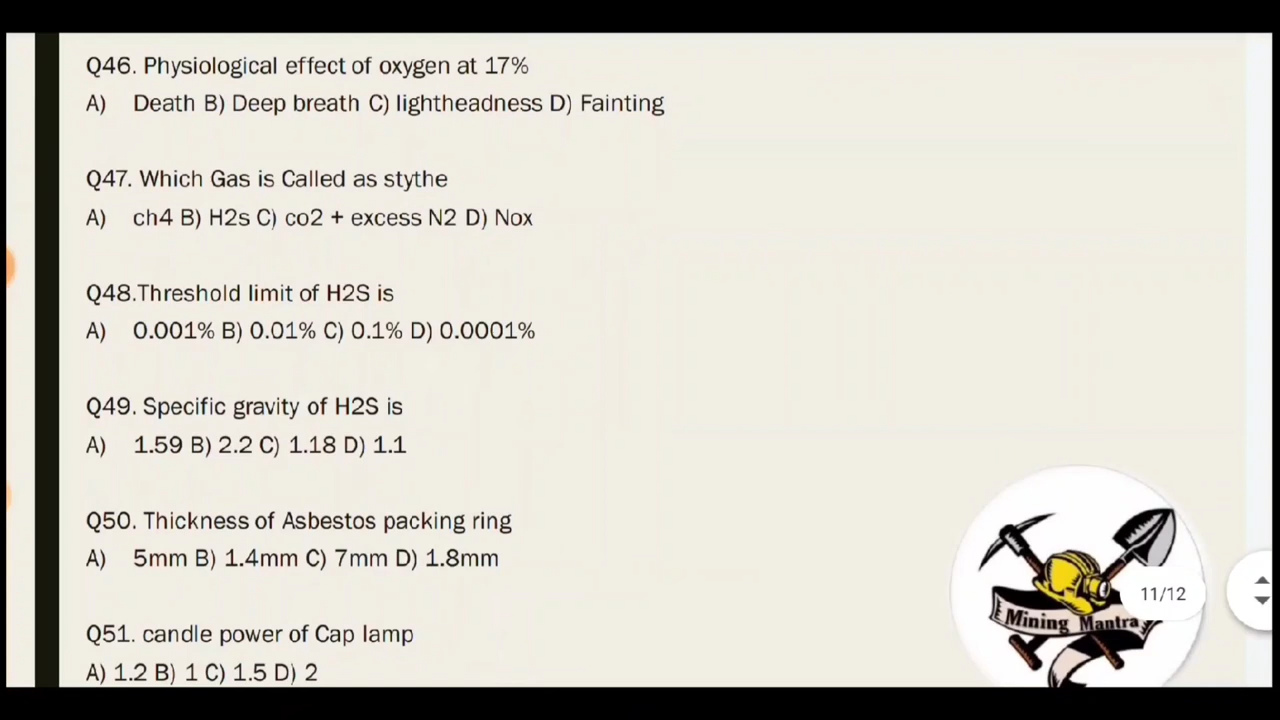 Q46. Physiological effect of oxygen at 17%
A) Death B) Deep breath C) lightheadness D) Fainting
Q47. Which Gas is Called as stythe
A) ch4 B) H2s C) co2 + excess N2 D) Nox
Q48.Threshold limit of H2S is
A) 0.001% B) 0.01% C) 0.1% D) 0.0001%
Q49. Specific gravity of H2S is
A) 1.59 B) 2.2 C) 1.18 D) 1.1
Q50. Thickness of Asbestos packing ring
A) 5mm B) 1.4mm C) 7mm D) 1.8mm
Q51. candle power of Cap lamp
A) 1.2 B) 1 C) 1.5 D) 2
11/12
Mining Mantra